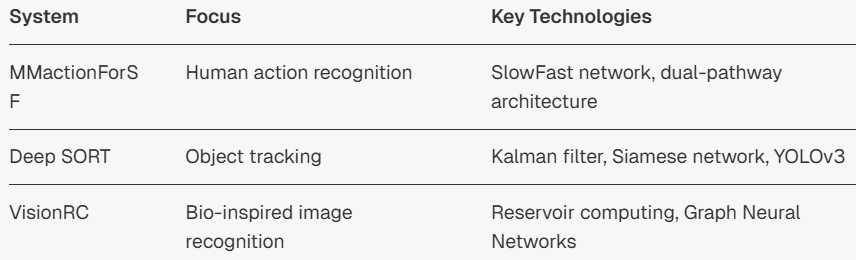 System Focus Key Technologies
MMactionForS Human action recognition SlowFast network, dual-pathway
F architecture
Deep SORT Object tracking Kalman filter, Siamese network, YOLOv3
VisionRC Bio-inspired image Reservoir computing, Graph Neural
recognition Networks